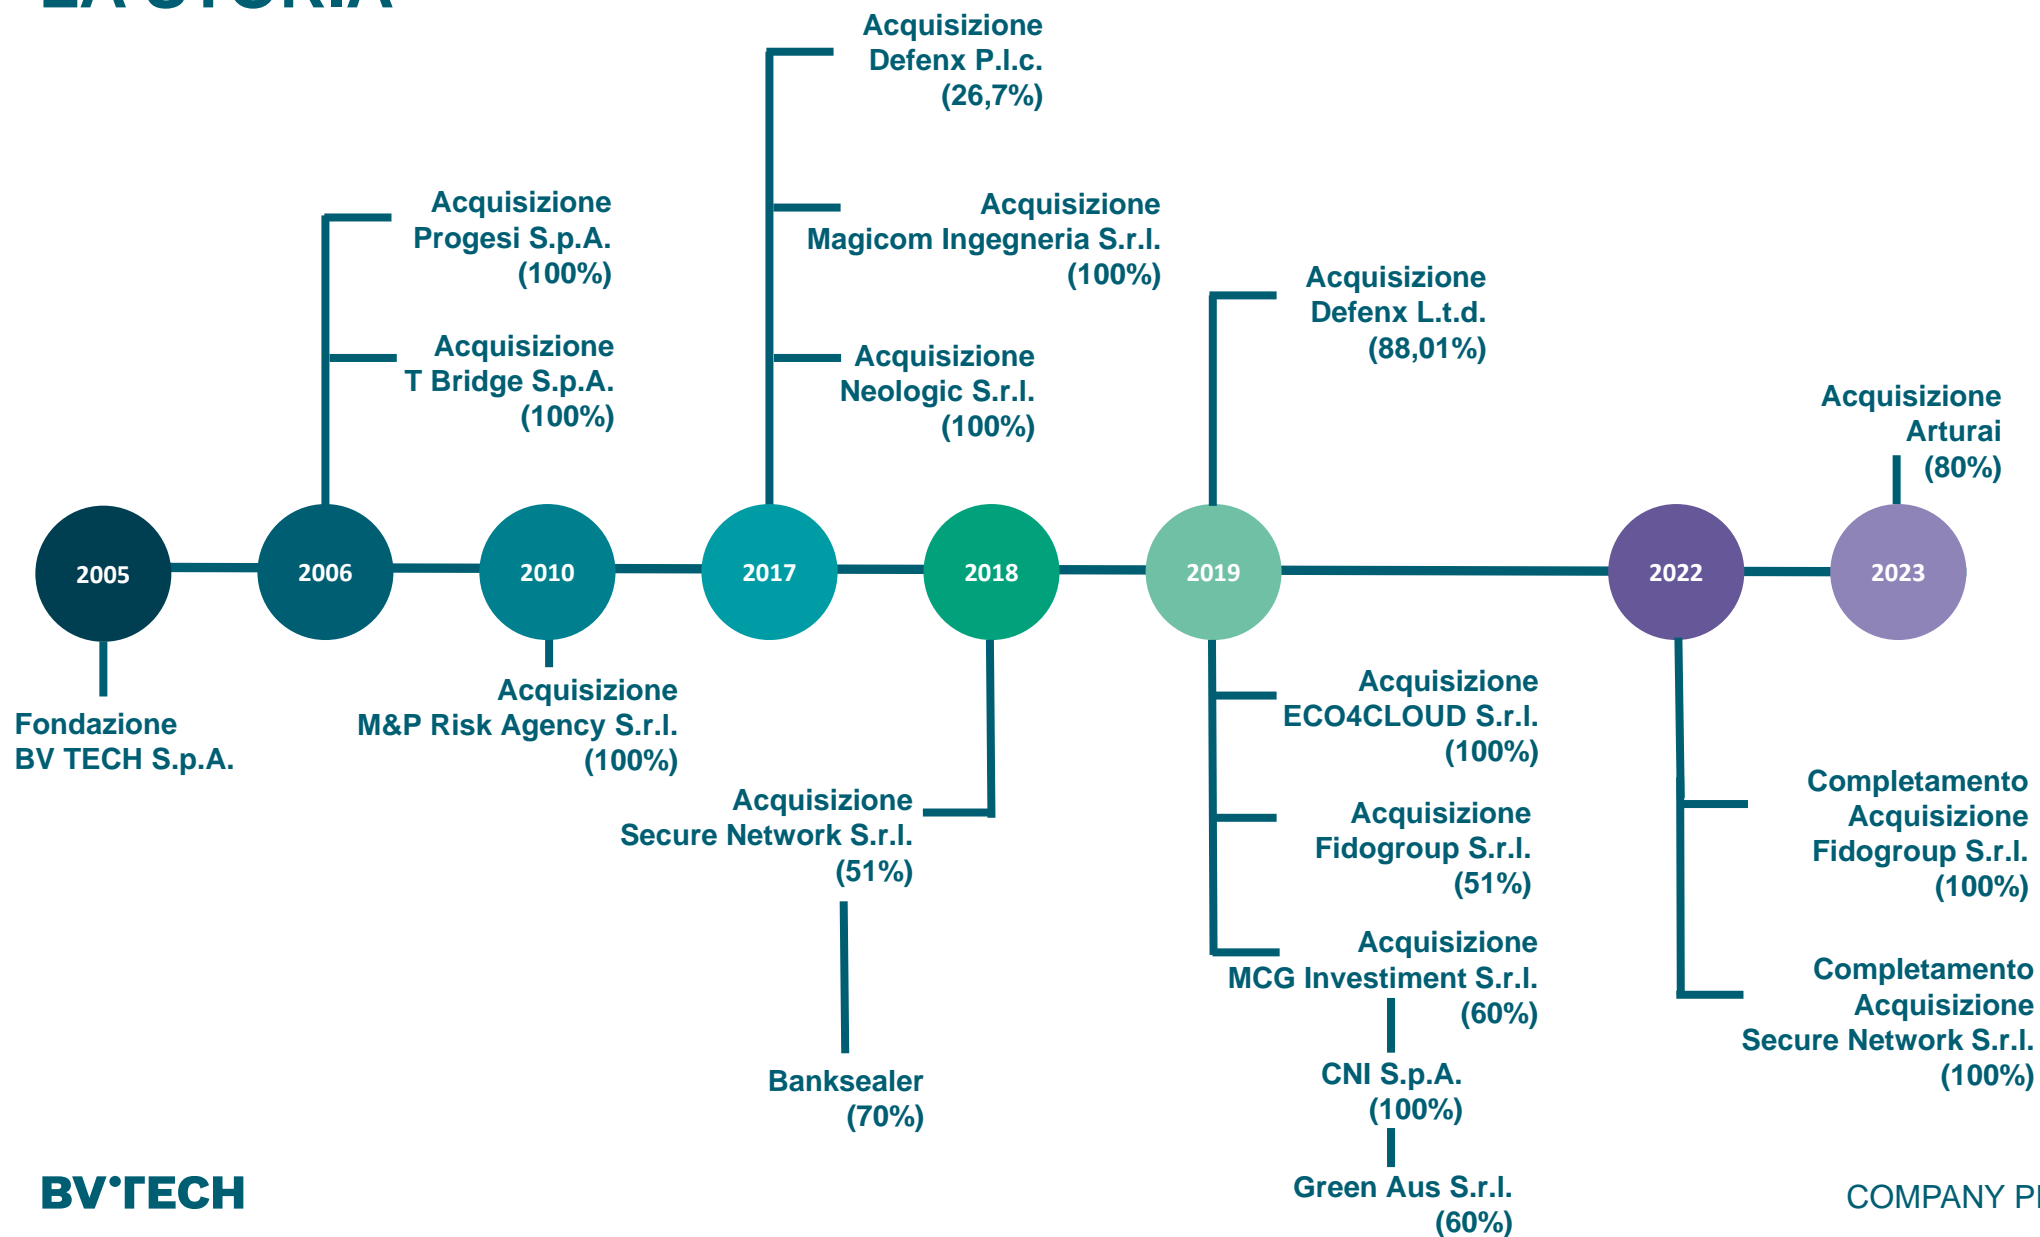 LA STORIA
Acquisizione
Defenx P.l.c.
(26,7%)
Acquisizione
Progesi S.p.A.
(100%)
Acquisizione
Magicom Ingegneria S.r.l.
(100%)
Acquisizione
Defenx L.t.d.
(88,01%)
Acquisizione
T Bridge S.p.A.
(100%)
Acquisizione
Neologic S.r.l.
(100%)
Acquisizione
Arturai
(80%)
2005
2006
2010
2017
2018
2019
2022
2023
Fondazione
BV TECH S.p.A.
Acquisizione
M&P Risk Agency S.r.l.
(100%)
Acquisizione
Secure Network S.r.l.
(51%)
Banksealer
(70%)
Acquisizione
ECO4CLOUD S.r.l.
(100%)
Acquisizione
Fidogroup S.r.l.
(51%)
Acquisizione
MCG Investiment S.r.l.
(60%)
CNI S.p.A.
(100%)
Green Aus S.r.l.
(60%)
Completamento
Acquisizione
Fidogroup S.r.l.
(100%)
Completamento
Acquisizione
Secure Network S.r.l.
(100%)
BV TECH
COMPANY